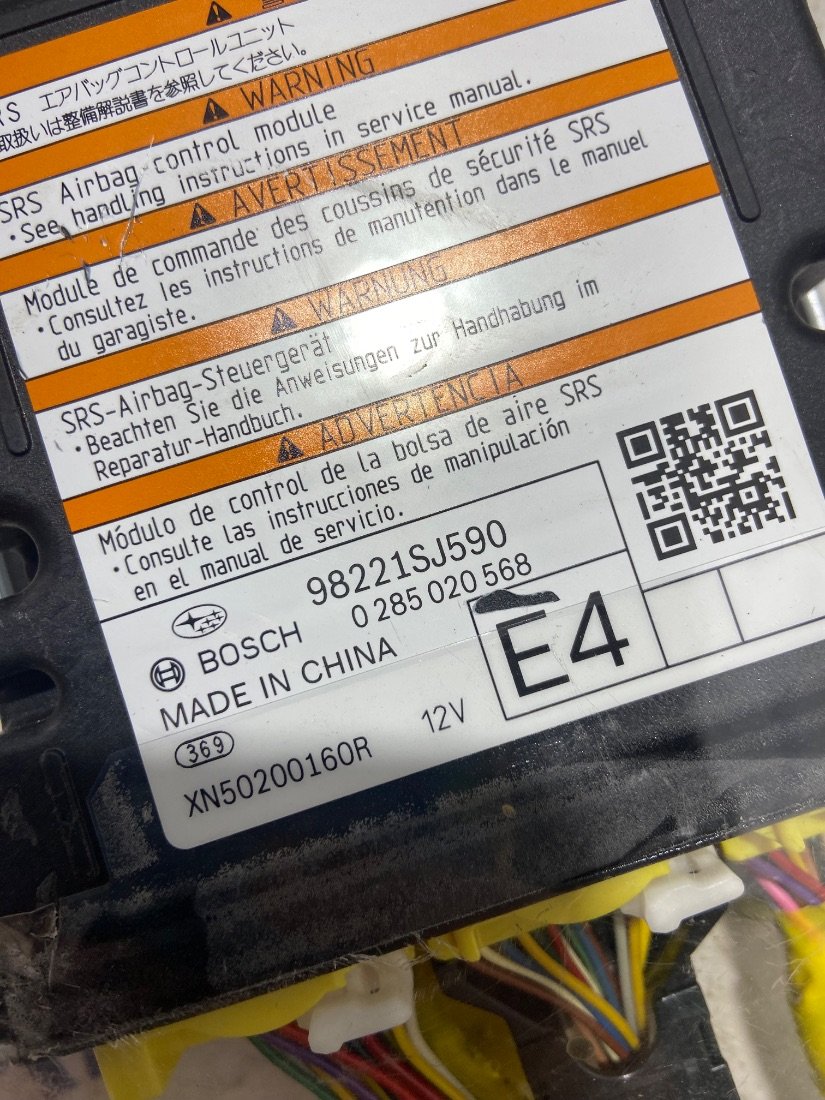 RS エアバッグコントロールユニット
取扱いは整備解説書を参照してください。
WARNING
SRS Airbag control module
・See handling instructions in service manual.
AVERTISSEMENT
Module de commande des coussins de sécurité SRS
・Consultez les instructions de manutention dans le manuel
du garagiste.
WARNUNG
SRS-Airbag-Steuergerät
・Beachten Sie die Anweisungen zur Handhabung im
Reparatur-Handbuch.
ADVERTENCIA
Módulo de control de la bolsa de aire SRS
・Consulte las instrucciones de manipulación
en el manual de servicio.
98221SJ590
0 285 020 568
BOSCH
MADE IN CHINA
E4
369
12V
XN50200160R